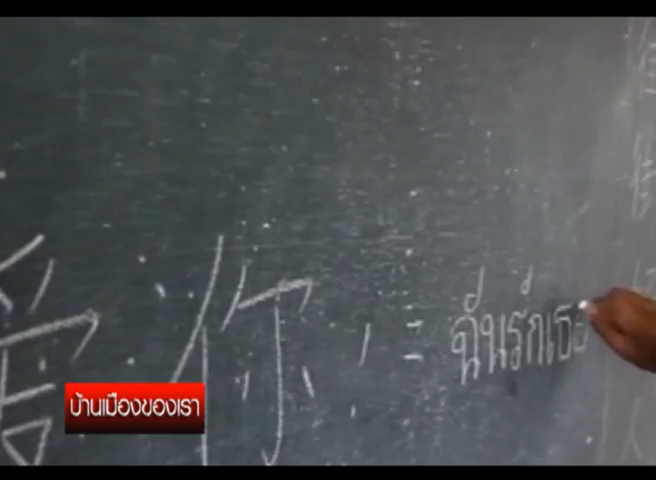 爱你 = ฉันรักเธอ
บ้านเมืองของเรา